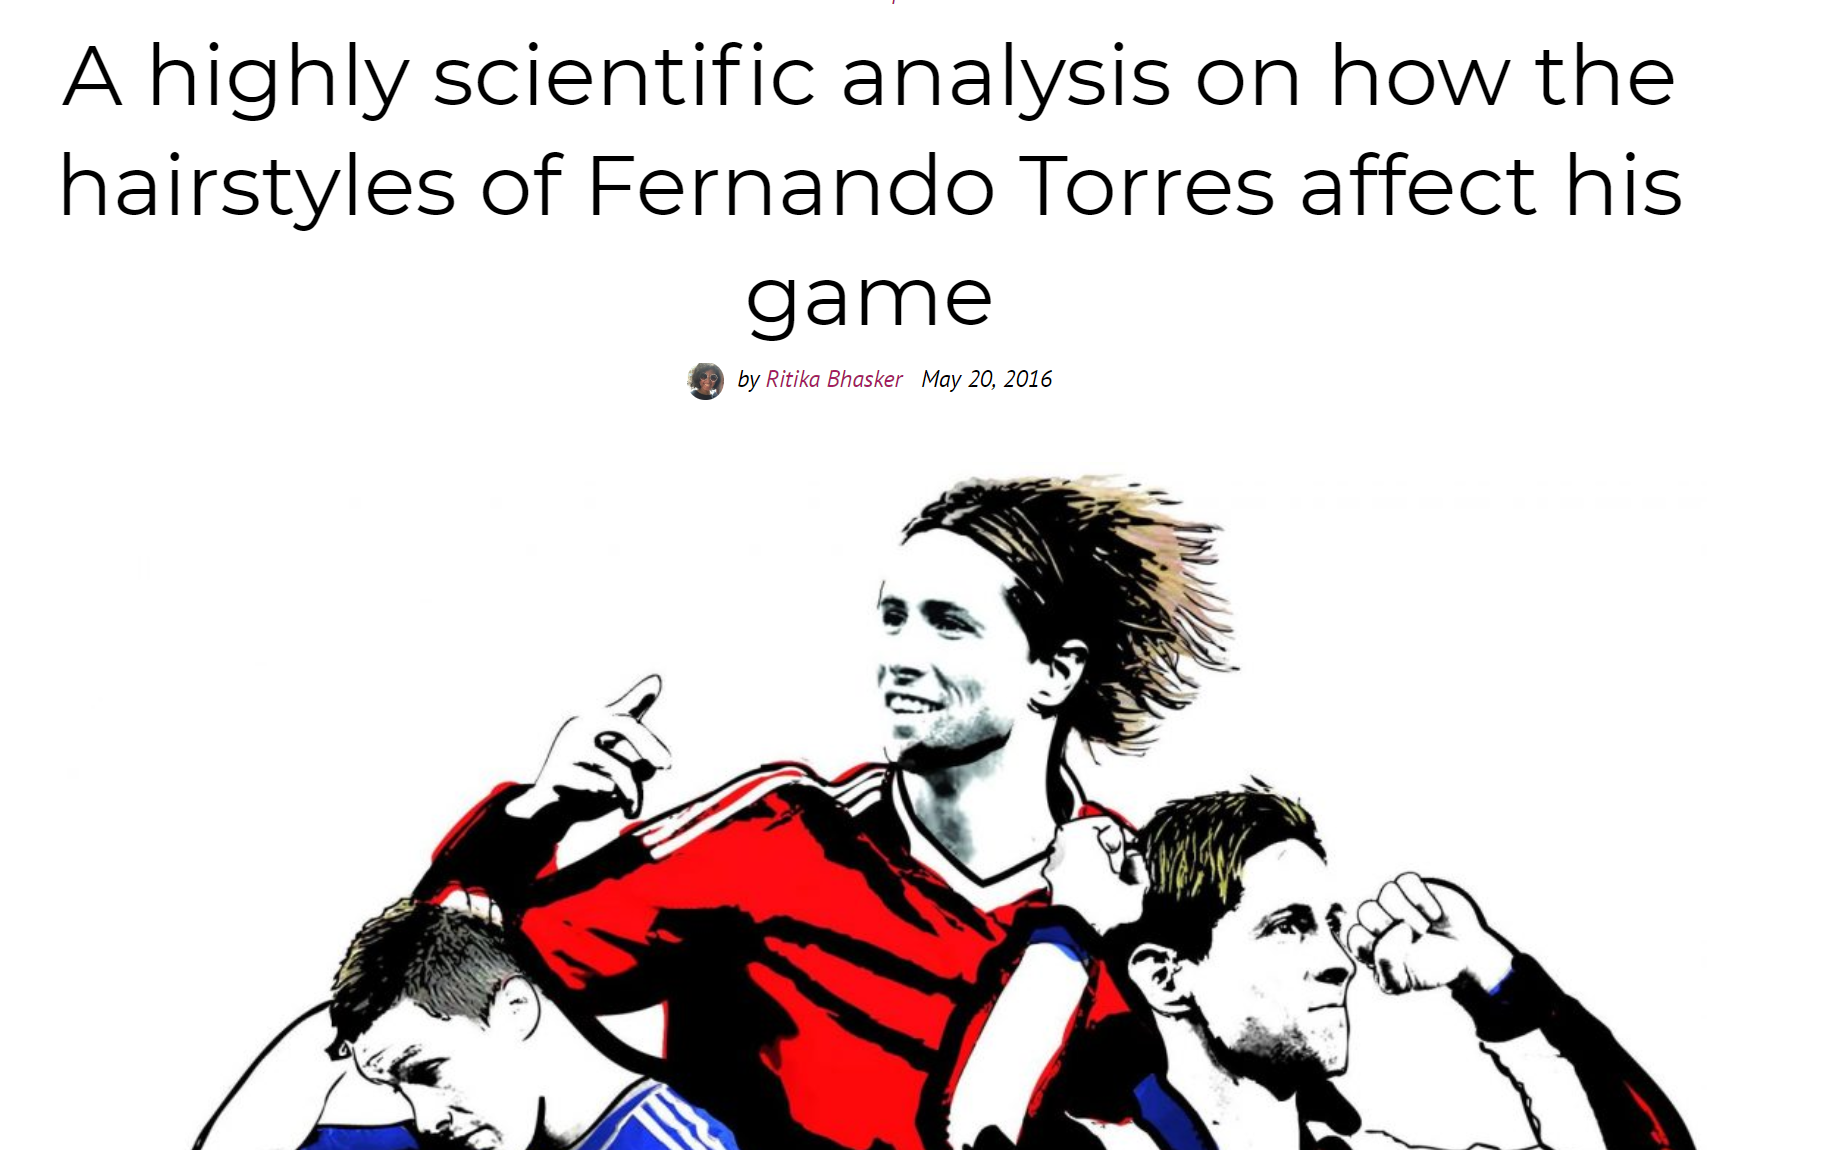 A highly scientific analysis on how the
hairstyles of Fernando Torres affect his
game
by Ritika Bhasker May 20, 2016